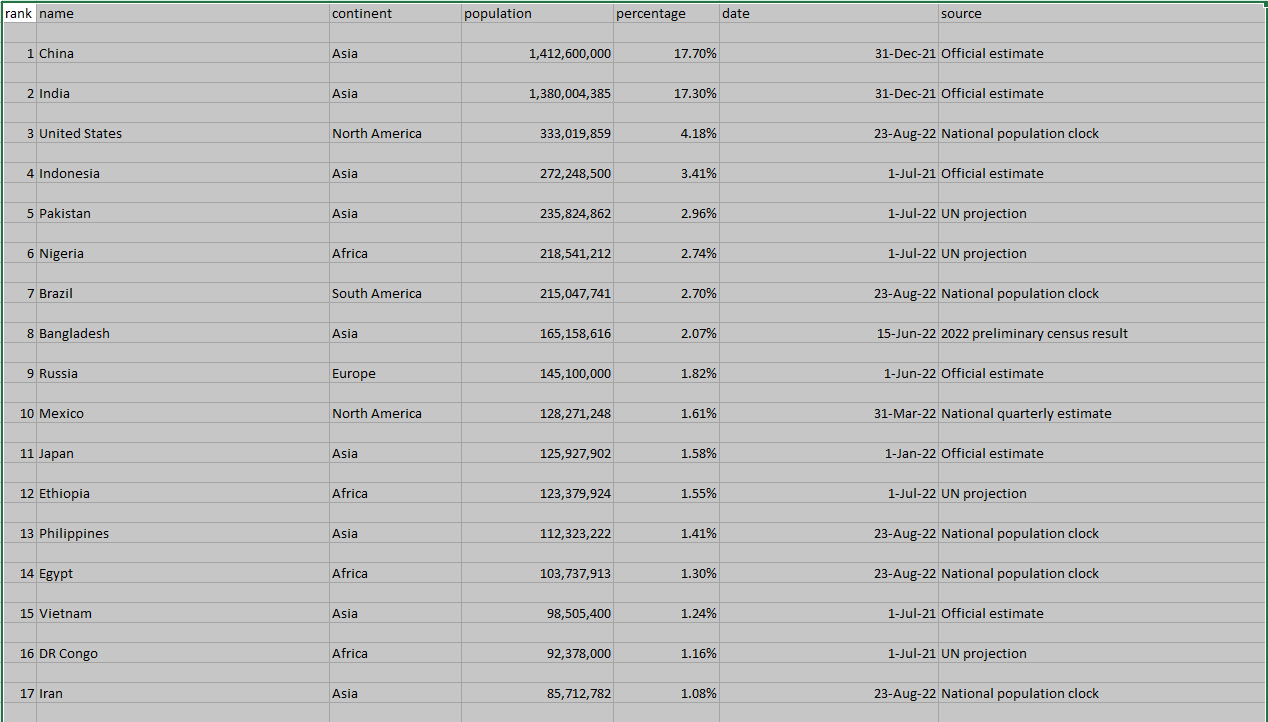 rank name continent population percentage date source
1 China Asia 1,412,600,000 17.70% 31-Dec-21 Official estimate
2 India Asia 1,380,004,385 17.30% 31-Dec-21 Official estimate
3 United States North America 333,019,859 4.18% 23-Aug-22 National population clock
4 Indonesia Asia 272,248,500 3.41% 1-Jul-21 Official estimate
5 Pakistan Asia 235,824,862 2.96% 1-Jul-22 UN projection
6 Nigeria Africa 218,541,212 2.74% 1-Jul-22 UN projection
7 Brazil South America 215,047,741 2.70% 23-Aug-22 National population clock
8 Bangladesh Asia 165,158,616 2.07% 15-Jun-22 2022 preliminary census result
9 Russia Europe 145,100,000 1.82% 1-Jun-22 Official estimate
10 Mexico North America 128,271,248 1.61% 31-Mar-22 National quarterly estimate
11 Japan Asia 125,927,902 1.58% 1-Jan-22 Official estimate
12 Ethiopia Africa 123,379,924 1.55% 1-Jul-22 UN projection
13 Philippines Asia 112,323,222 1.41% 23-Aug-22 National population clock
14 Egypt Africa 103,737,913 1.30% 23-Aug-22 National population clock
15 Vietnam Asia 98,505,400 1.24% 1-Jul-21 Official estimate
16 DR Congo Africa 92,378,000 1.16% 1-Jul-21 UN projection
17 Iran Asia 85,712,782 1.08% 23-Aug-22 National population clock